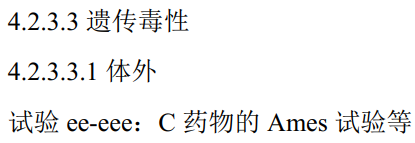 4.2.3.3 遗传毒性
4.2.3.3.1 体外
试验 ee-eee：C 药物的 Ames 试验等